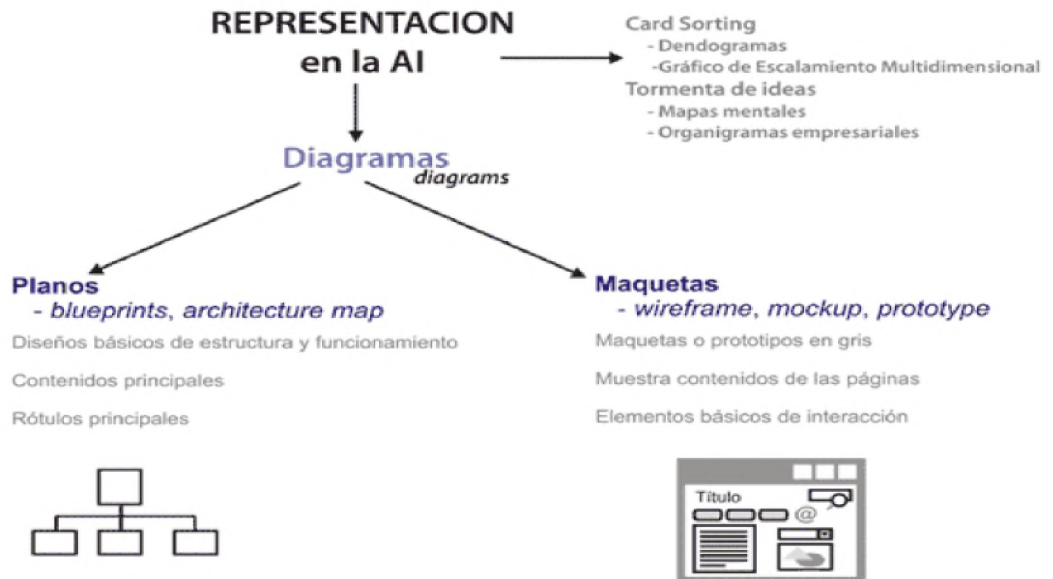 REPRESENTACION
en la AI
Card Sorting
- Dendogramas
-Gráfico de Escalamiento Multidimensional
Tormenta de ideas
- Mapas mentales
- Organigramas empresariales
Diagramas
diagrams
Planos
- blueprints, architecture map
Diseños básicos de estructura y funcionamiento
Contenidos principales
Rótulos principales
Maquetas
- wireframe, mockup, prototype
Maquetas o prototipos en gris
Muestra contenidos de las páginas
Elementos básicos de interacción
Título
@